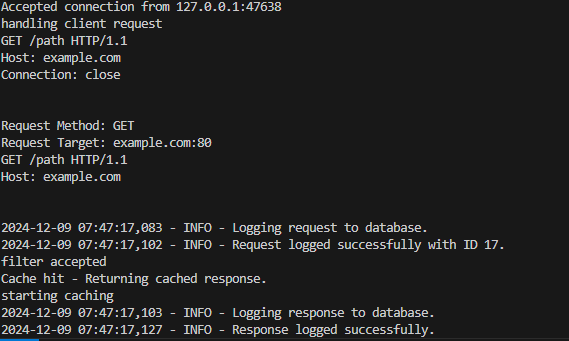 Accepted connection from 127.0.0.1:47638
handling client request
GET /path HTTP/1.1
Host: example.com
Connection: close
Request Method: GET
Request Target: example.com:80
GET /path HTTP/1.1
Host: example.com
2024-12-09 07:47:17,083 - INFO - Logging request to database.
2024-12-09 07:47:17,102 - INFO - Request logged successfully with ID 17.
filter accepted
Cache hit - Returning cached response.
starting caching
2024-12-09 07:47:17,103 - INFO - Logging response to database.
2024-12-09 07:47:17,127 - INFO - Response logged successfully.